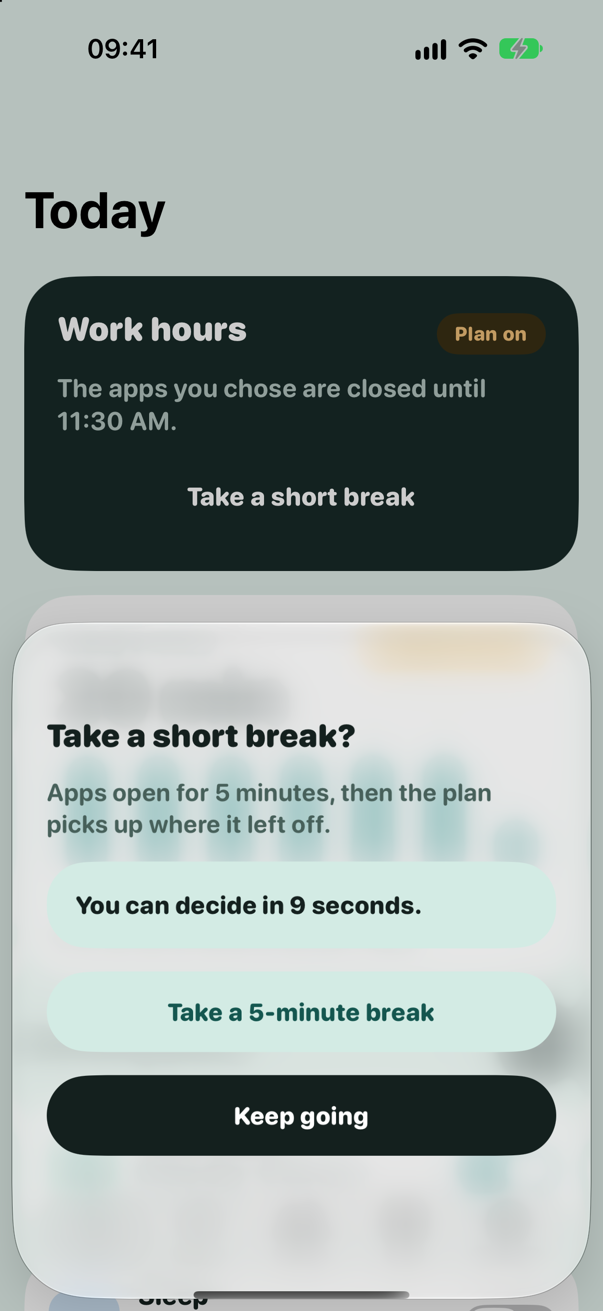 09:41
Today
Work hours
Plan on
The apps you chose are closed until
11:30 AM.
Take a short break
Take a short break?
Apps open for 5 minutes, then the plan
picks up where it left off.
You can decide in 9 seconds.
Take a 5-minute break
Keep going
Sleep